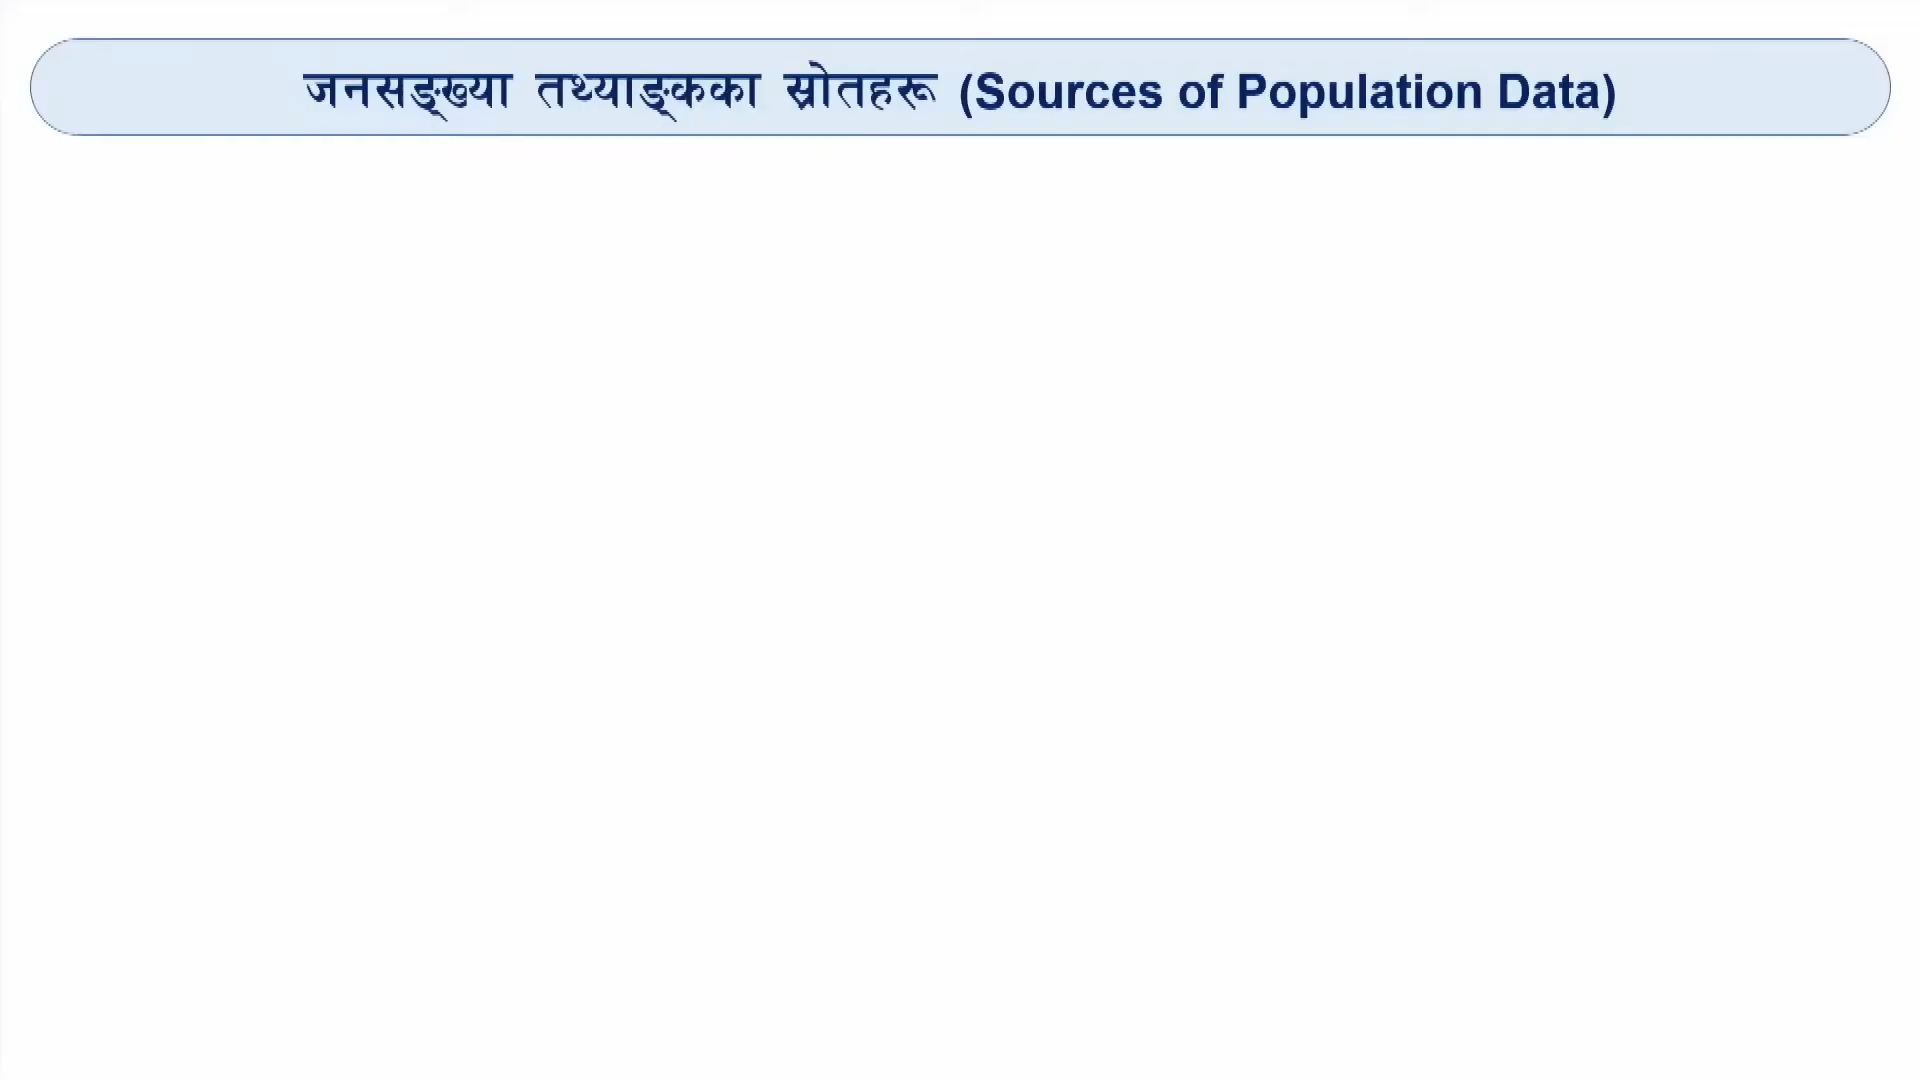 जनसङ्ख्या तथ्याङ्कका स्रोतहरू (Sources of Population Data)